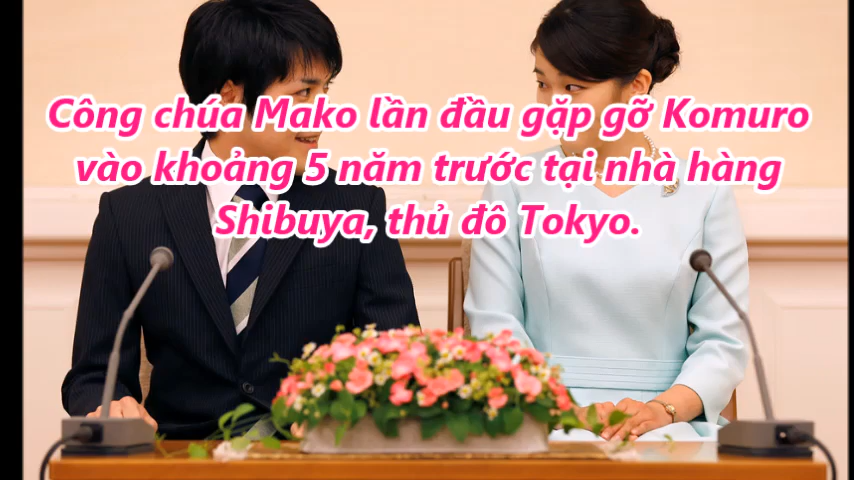 Công chúa Mako lần đầu gặp gỡ Komuro
vào khoảng 5 năm trước tại nhà hàng
Shibuya, thủ đô Tokyo.